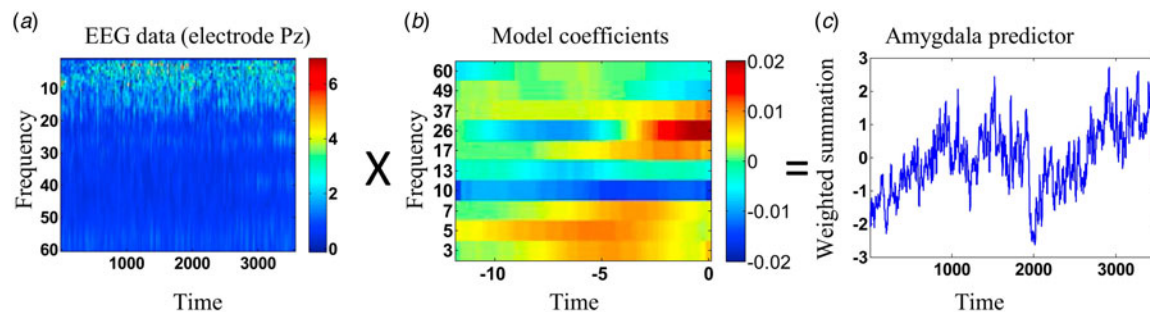 (a)
EEG data (electrode Pz)
Frequency
10
20
30
40
50
60
1000 2000 3000
Time
6
4
2
0
X
(b)
Model coefficients
Frequency
60
49
37
26
17
13
10
7
5
3
-10 -5 0
Time
0.02
0.01
0
-0.01
-0.02
=
(c)
Amygdala predictor
Weighted summation
3
2
1
0
-1
-2
-3
1000 2000 3000
Time